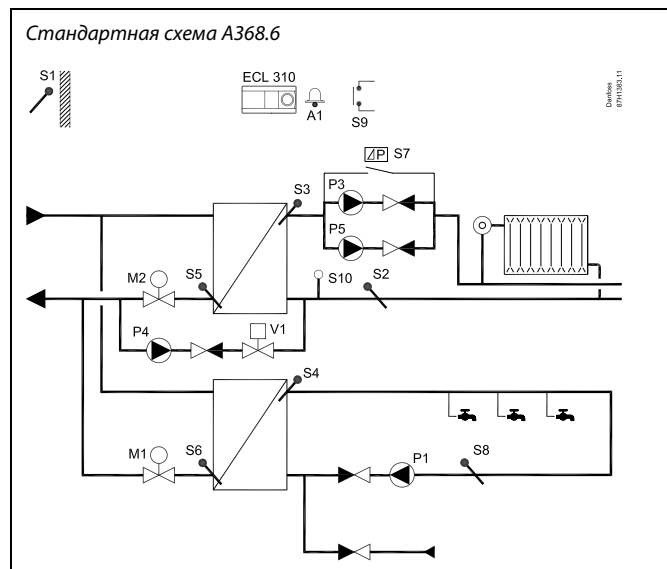 Стандартная схема A368.6
S1
ECL 310
A1
S9
Danfoss
87H1363.11
P S7
S3
P3
P5
M2
S5
S10
S2
P4
V1
S4
M1
S6
P1
S8